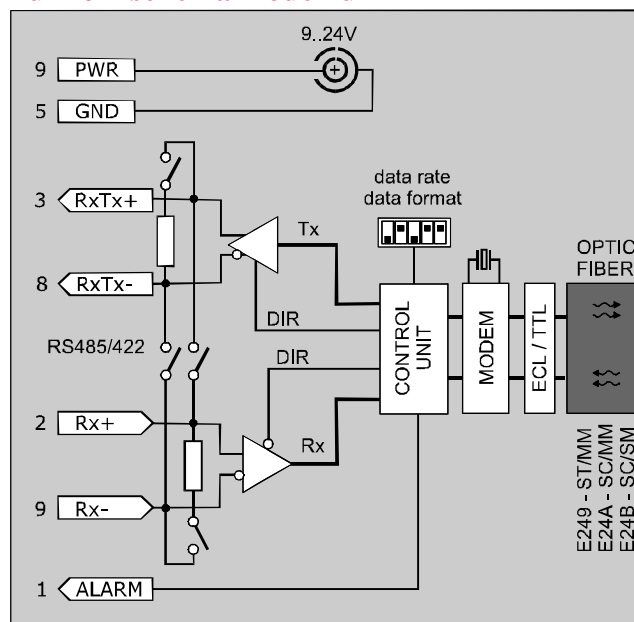 9..24V
9 PWR
5 GND
data rate
data format
3 RxTx+
Tx
OPTIC
FIBER
8 RxTx-
DIR
RS485/422
DIR
CONTROL
UNIT
MODEM
ECL / TTL
2 Rx+
Rx
9 Rx-
E249 - ST/MM
E24A - SC/MM
E24B - SC/SM
1 ALARM